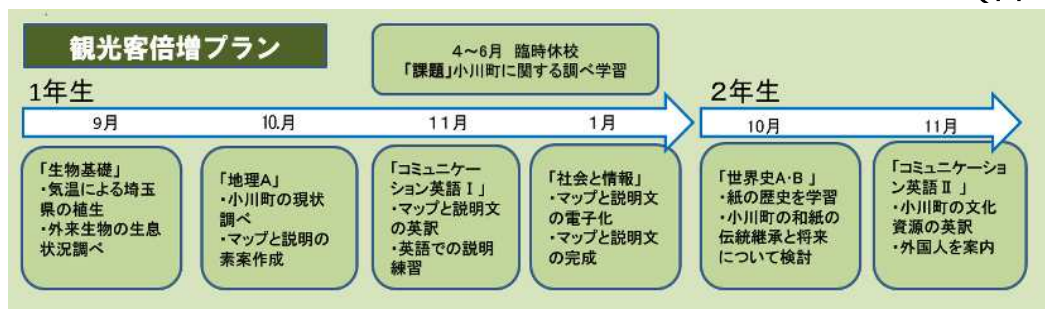 観光客倍増プラン
4～6月 臨時休校
「課題」小川町に関する調べ学習
1年生
2年生
9月
10.月
11月
1月
10月
11月
「生物基礎」
・気温による埼玉
県の植生
・外来生物の生息
状況調べ
「地理A」
・小川町の現状
調べ
・マップと説明の
素案作成
「コミュニケー
ション英語Ⅰ」
・マップと説明文
の英訳
・英語での説明
練習
「社会と情報」
・マップと説明文
の電子化
・マップと説明文
の完成
「世界史A・B」
・紙の歴史を学習
・小川町の和紙の
伝統継承と将来
について検討
「コミュニケーショ
ン英語Ⅱ 」
・小川町の文化
資源の英訳
・外国人を案内